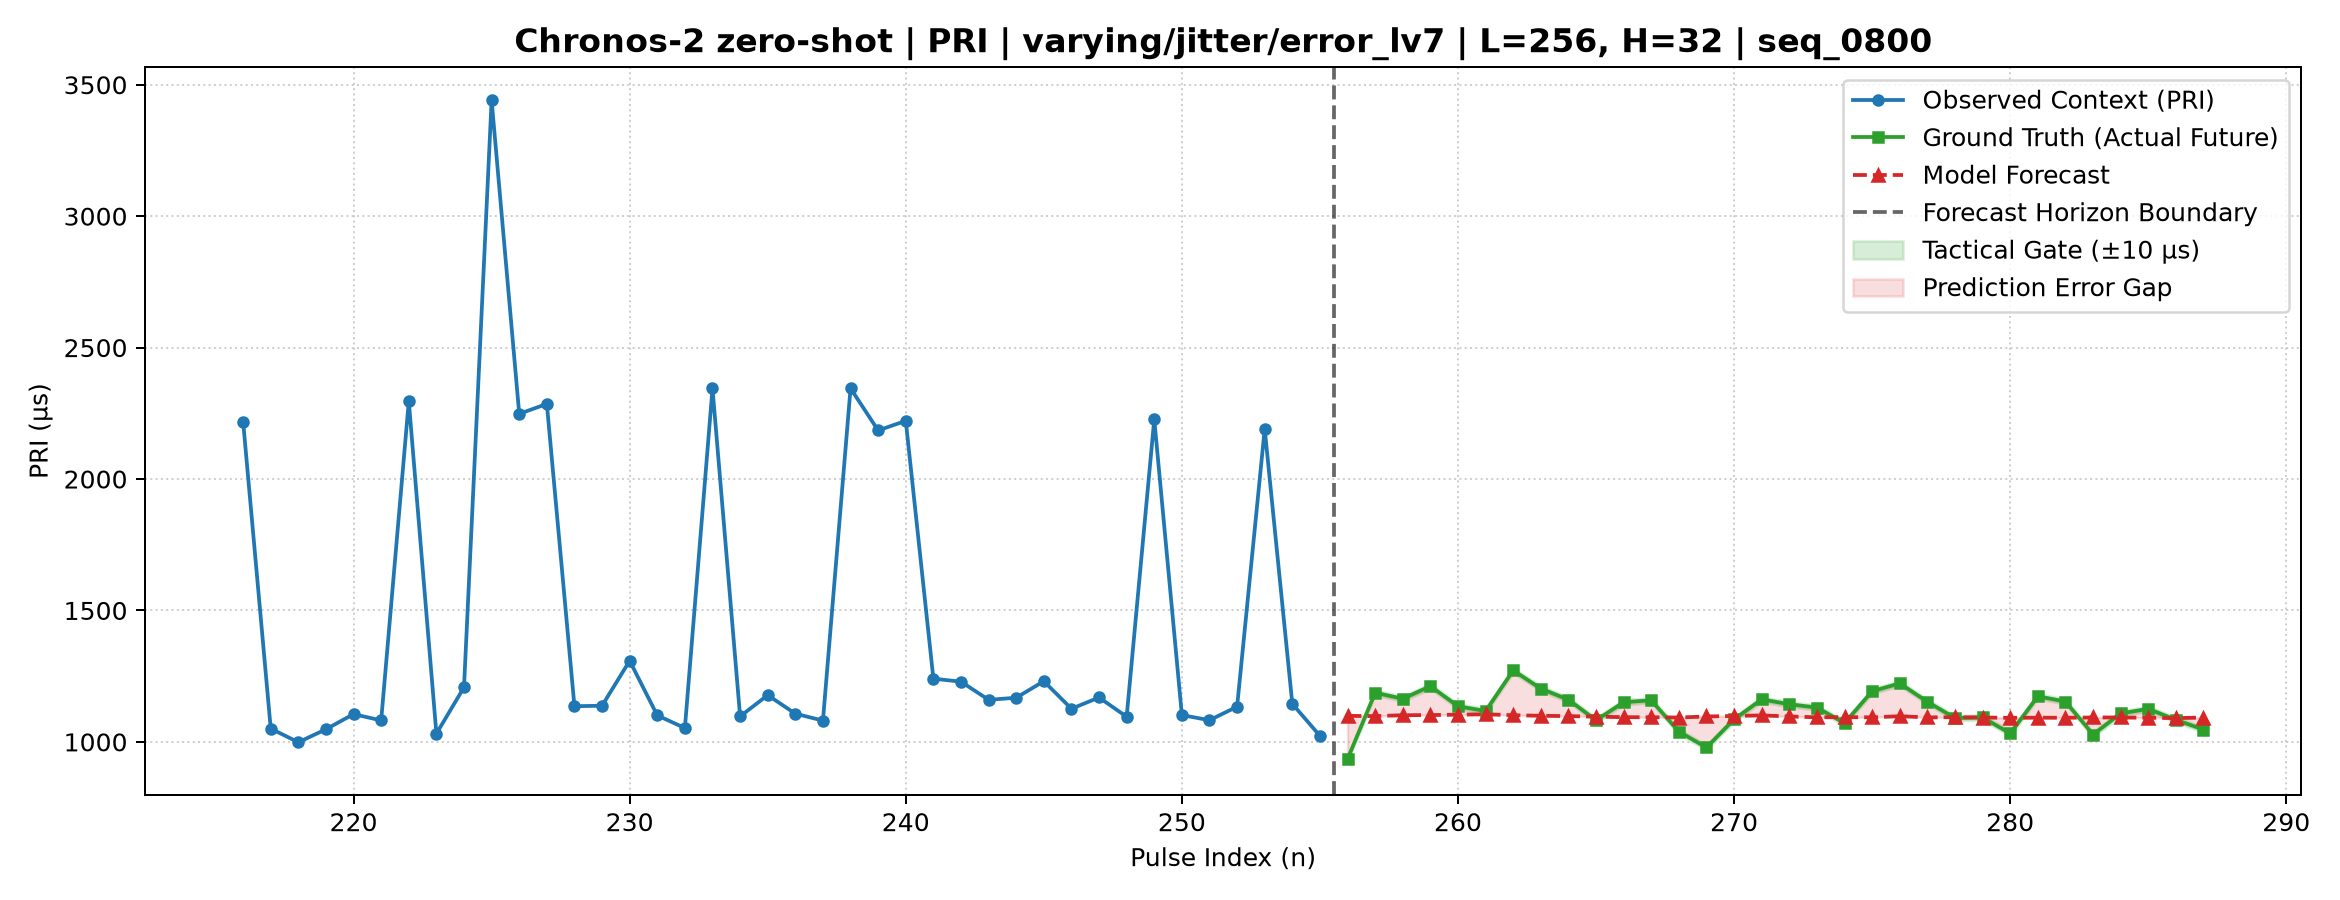 Chronos-2 zero-shot | PRI | varying/jitter/error_lv7 | L=256, H=32 | seq_0800
3500
3000
2500
2000
1500
1000
PRI (µs)
Observed Context (PRI)
Ground Truth (Actual Future)
Model Forecast
Forecast Horizon Boundary
Tactical Gate (±10 µs)
Prediction Error Gap
220 230 240 250 260 270 280 290
Pulse Index (n)